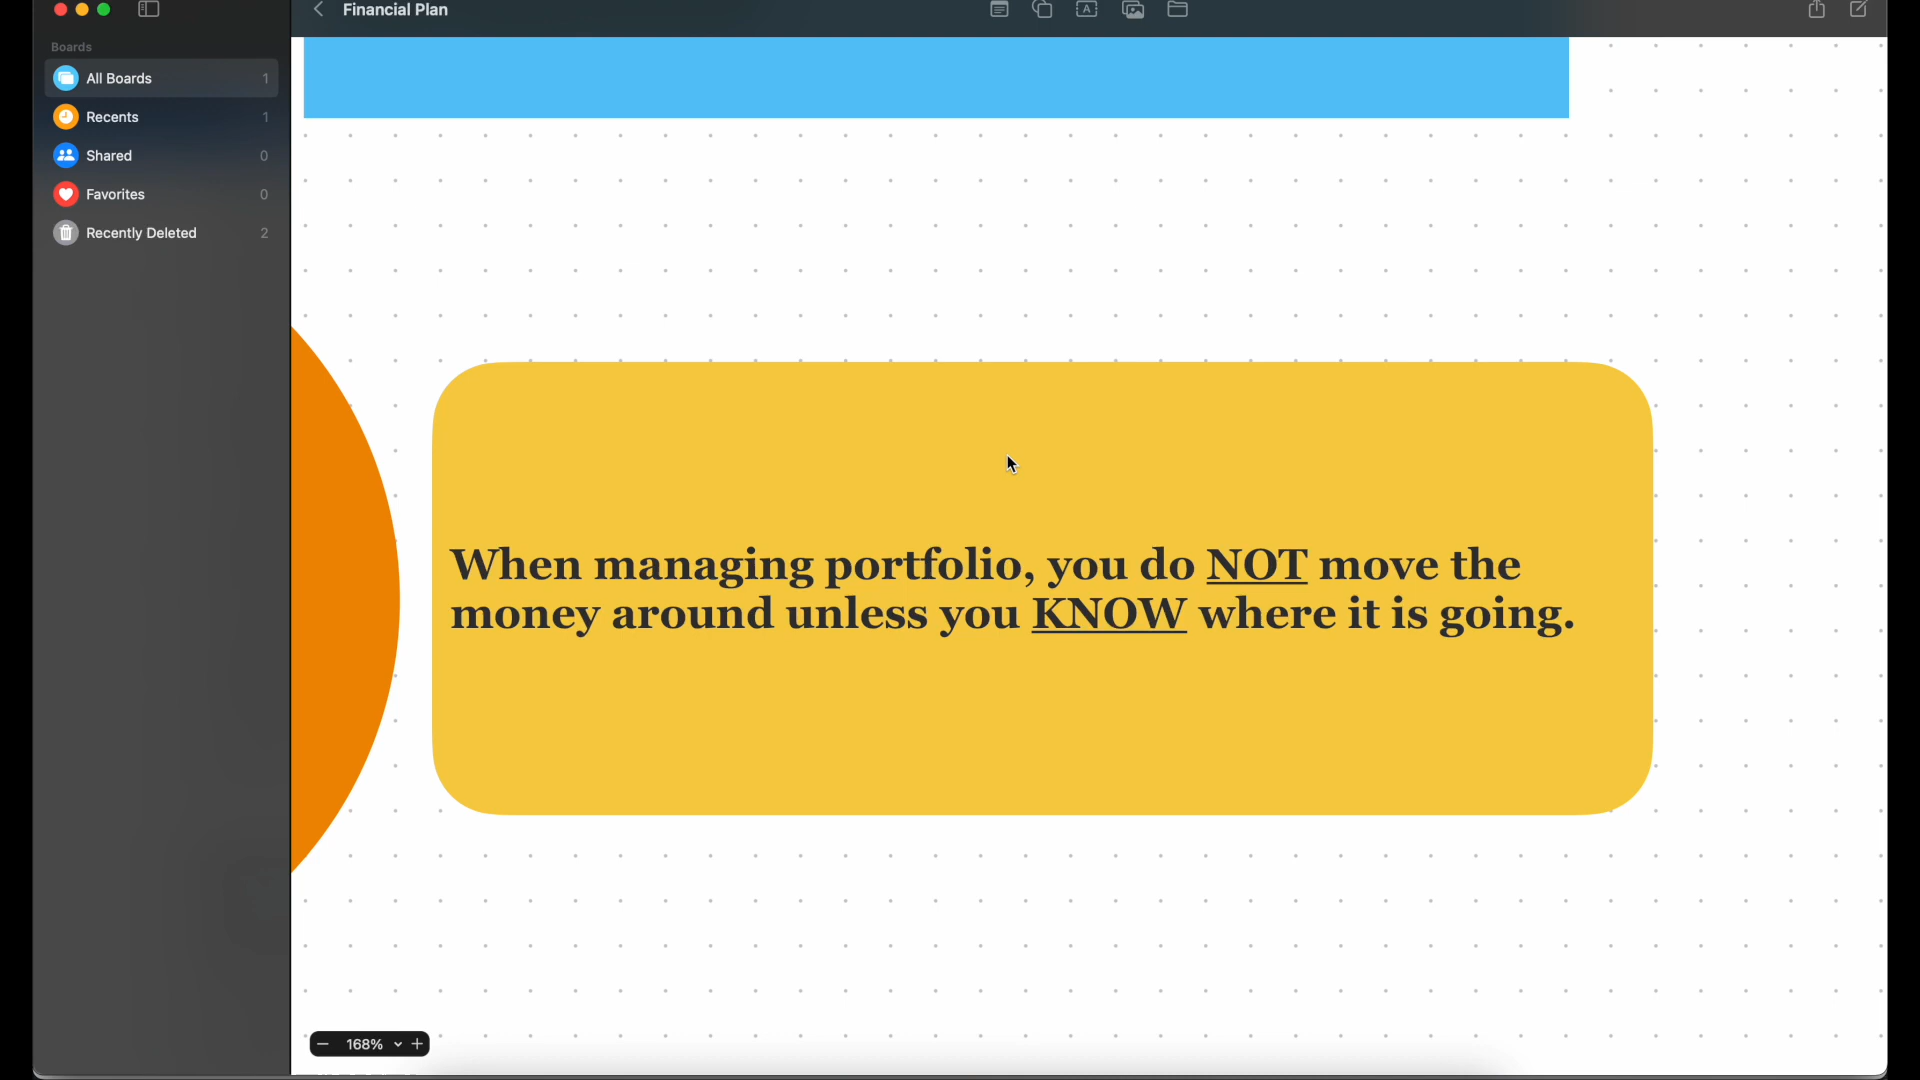 Financial Plan
Boards
All Boards 1
Recents 1
Shared 0
Favorites 0
Recently Deleted 2
When managing portfolio, you do NOT move the
money around unless you KNOW where it is going.
168%